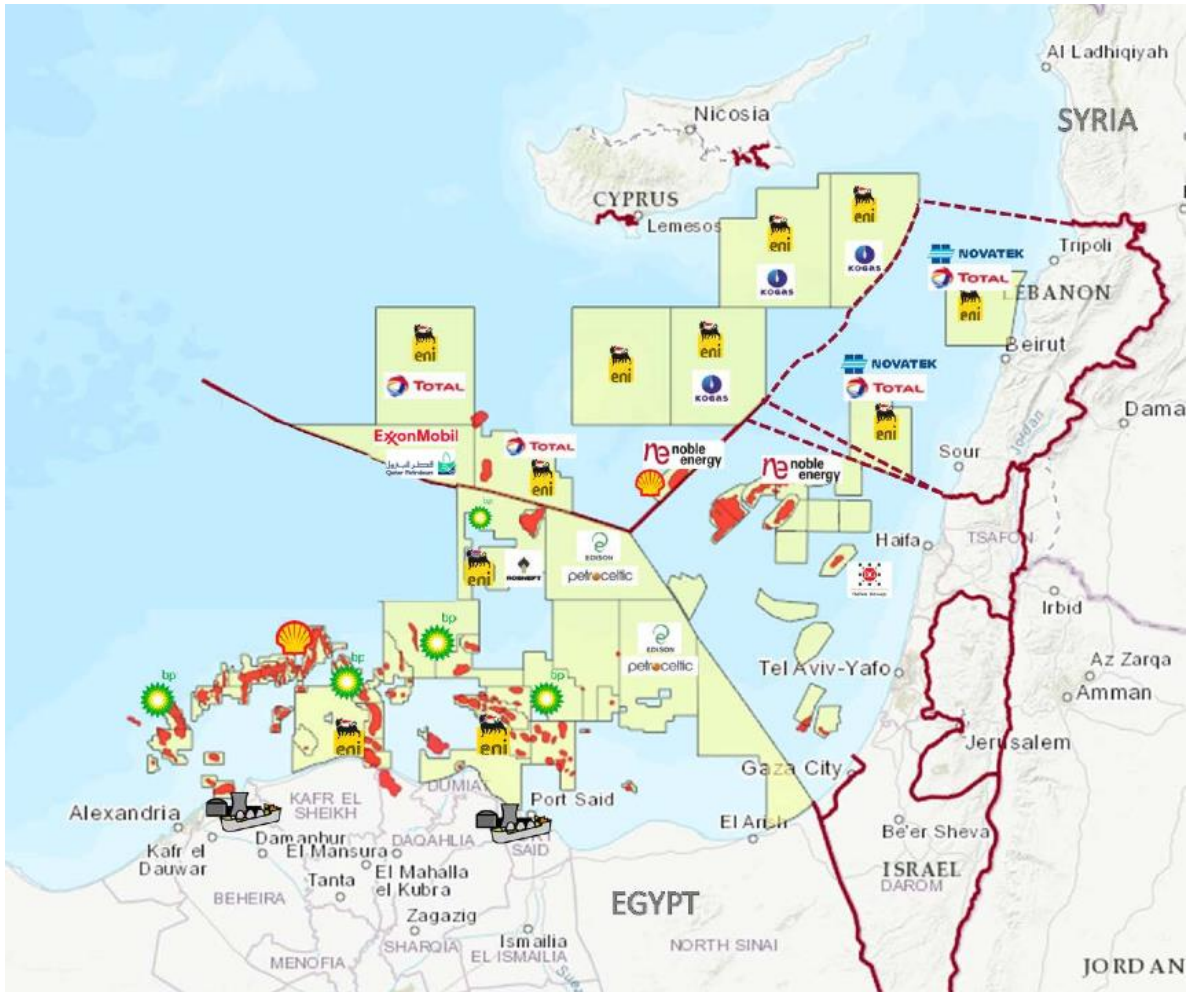 Al Ladhiqiyah
SYRIA
Nicosia
CYPRUS
Lemesos
eni
eni
KOGAS
KOGAS
Tripoli
NOVATEK
TOTAL
LEBANON
eni
Beirut
eni
TOTAL
eni
eni
KOGAS
NOVATEK
TOTAL
eni
Dama
Jordan
Sour
ExxonMobil
قطر للبترول
Qatar Petroleum
TOTAL
eni
ne noble
energy
ne noble
energy
bp
eni
ROSNEFT
EDISON
petroceltic
Haifa
TSAFON
Irbid
bp
bp
bp
bp
EDISON
petroceltic
Tel Aviv-Yafo
Az Zarqa
Amman
eni
eni
Jerusalem
Gaza City
Alexandria
KAFR EL
SHEIKH
DUMIAT
Port Said
SAID
El Arish
Be'er Sheva
Kafr el
Dauwar
Damanhur
El Mansura
DAQAHLIA
ISRAEL
DAROM
BEHEIRA
Tanta
El Mahalla
el Kubra
EGYPT
Zagazig
SHARQIA
Ismailia
EL ISMAILIA
NORTH SINAI
MENOFIA
JORDAN